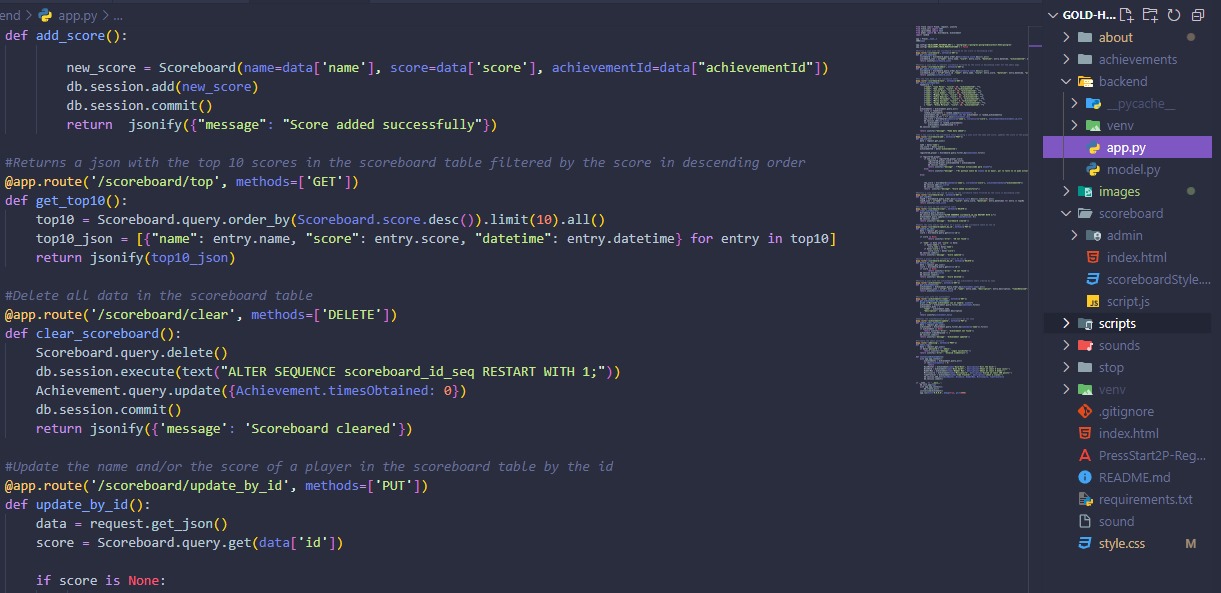 end > app.py > ...
def add_score():
new_score = Scoreboard(name=data['name'], score=data['score'], achievementId=data["achievementId"])
db.session.add(new_score)
db.session.commit()
return  jsonify({"message": "Score added successfully"})
#Returns a json with the top 10 scores in the scoreboard table filtered by the score in descending order
@app.route('/scoreboard/top', methods=['GET'])
def get_top10():
top10 = Scoreboard.query.order_by(Scoreboard.score.desc()).limit(10).all()
top10_json = [{"name": entry.name, "score": entry.score, "datetime": entry.datetime} for entry in top10]
return jsonify(top10_json)
#Delete all data in the scoreboard table
@app.route('/scoreboard/clear', methods=['DELETE'])
def clear_scoreboard():
Scoreboard.query.delete()
db.session.execute(text("ALTER SEQUENCE scoreboard_id_seq RESTART WITH 1;"))
Achievement.query.update({Achievement.timesObtained: 0})
db.session.commit()
return jsonify({'message': 'Scoreboard cleared'})
#Update the name and/or the score of a player in the scoreboard table by the id
@app.route('/scoreboard/update_by_id', methods=['PUT'])
def update_by_id():
data = request.get_json()
score = Scoreboard.query.get(data['id'])
if score is None:
GOLD-H...
about
achievements
backend
__pycache__
venv
app.py
model.py
images
scoreboard
admin
index.html
scoreboardStyle....
script.js
scripts
sounds
stop
venv
.gitignore
index.html
PressStart2P-Reg...
README.md
requirements.txt
sound
style.css M